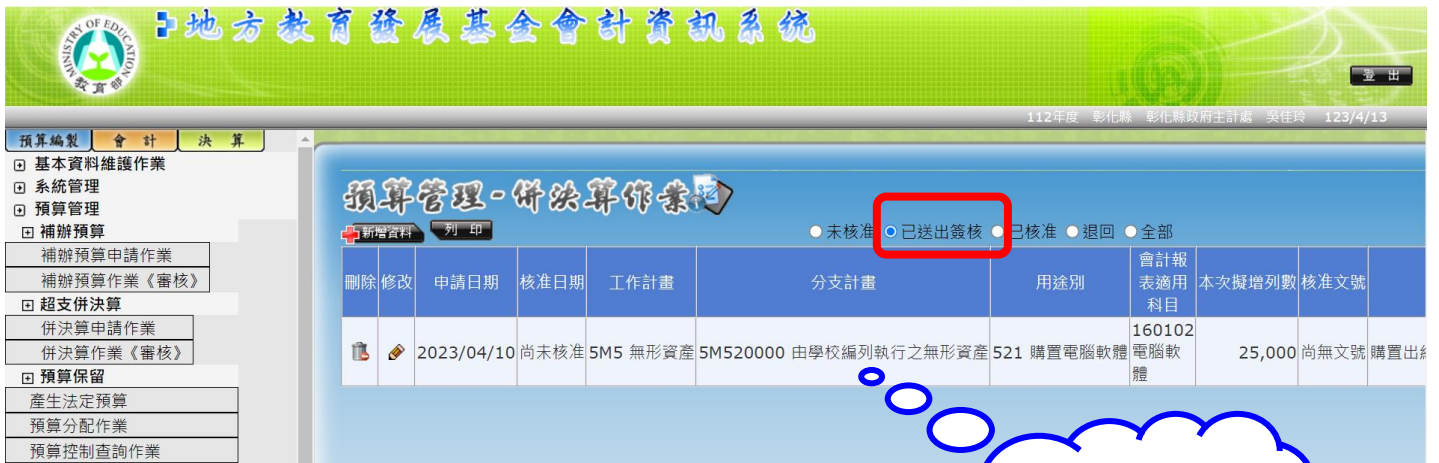 MINISTRY OF EDUCATION
教育部
地方教育發展基金會計資訊系統
登 出
112年度 彰化縣 彰化縣政府主計處 吳佳玲 123/4/13
預算編製 會 計 決 算
基本資料維護作業
系統管理
預算管理
補辦預算
補辦預算申請作業
補辦預算作業《審核》
超支併決算
併決算申請作業
併決算作業《審核》
預算保留
產生法定預算
預算分配作業
預算控制查詢作業
預算管理-併決算作業
新增資料 列 印
未核准 已送出簽核 已核准 退回 全部
刪除 修改 申請日期 核准日期 工作計畫 分支計畫 用途別 會計報表適用科目 本次擬增列數 核准文號
2023/04/10 尚未核准 5M5 無形資產 5M520000 由學校編列執行之無形資產 521 購置電腦軟體 160102 電腦軟體 25,000 尚無文號 購置出納